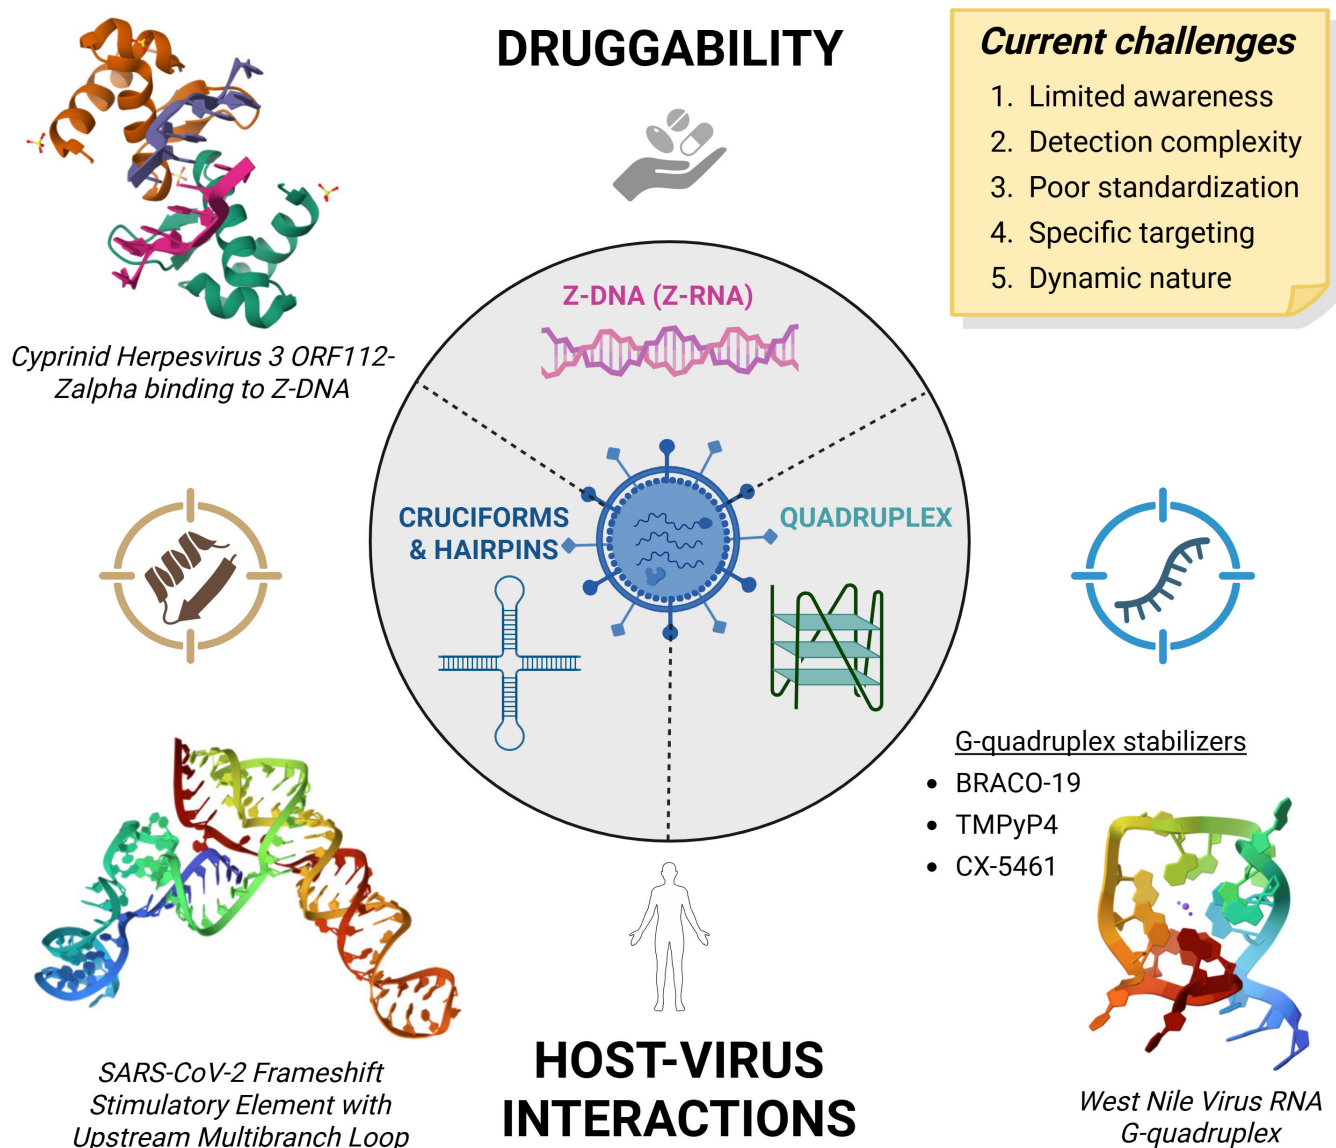 DRUGGABILITY
Current challenges
1. Limited awareness
2. Detection complexity
3. Poor standardization
4. Specific targeting
5. Dynamic nature
Z-DNA (Z-RNA)
Cyprinid Herpesvirus 3 ORF112-
Zalpha binding to Z-DNA
CRUCIFORMS
& HAIRPINS
QUADRUPLEX
G-quadruplex stabilizers
• BRACO-19
• TMPyP4
• CX-5461
SARS-CoV-2 Frameshift
Stimulatory Element with
Upstream Multibranch Loop
HOST-VIRUS
INTERACTIONS
West Nile Virus RNA
G-quadruplex